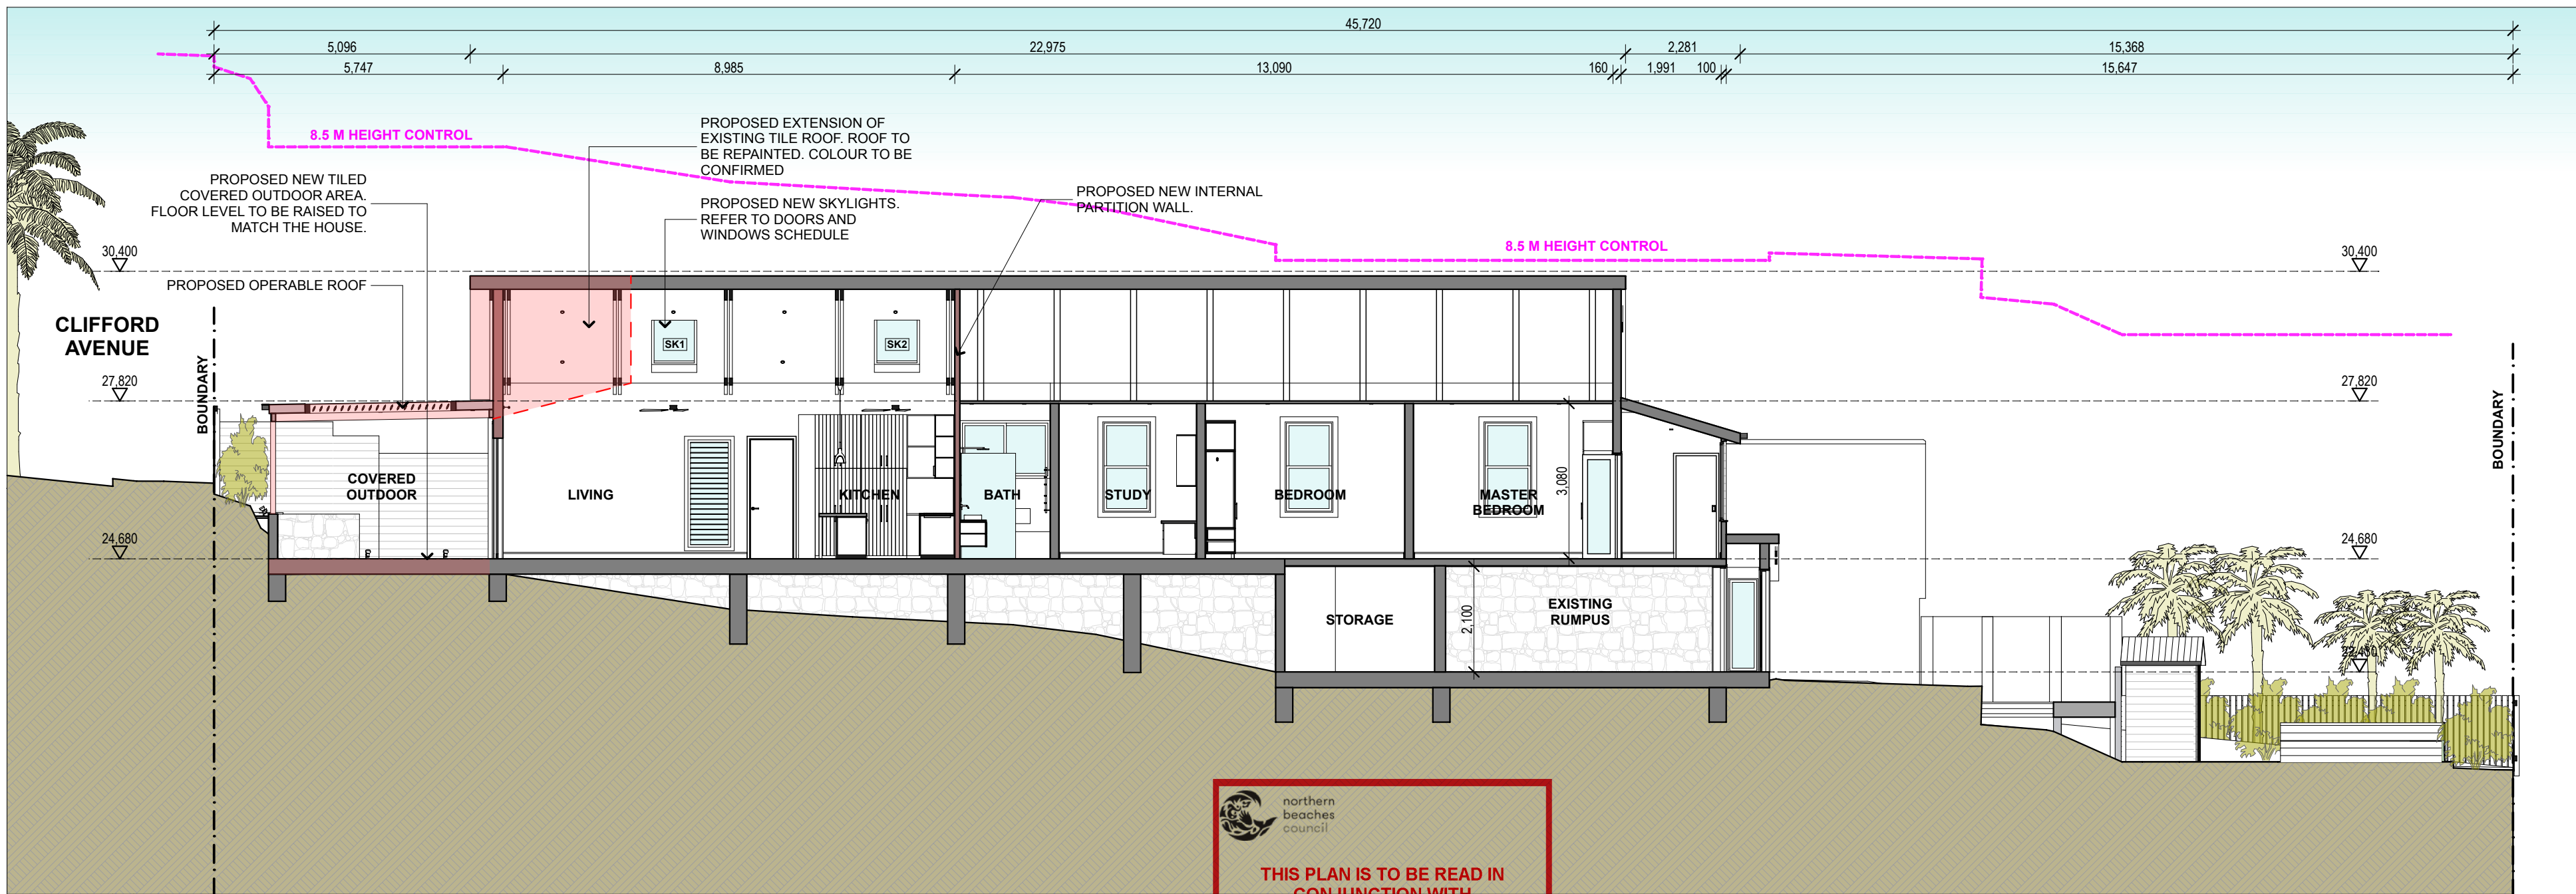 45,720
5,096
22,975
2,281
15,368
5,747
8,985
13,090
160
1,991
100
15,647
8.5 M HEIGHT CONTROL
PROPOSED EXTENSION OF
EXISTING TILE ROOF. ROOF TO
BE REPAINTED. COLOUR TO BE
CONFIRMED
PROPOSED NEW TILED
COVERED OUTDOOR AREA.
FLOOR LEVEL TO BE RAISED TO
MATCH THE HOUSE.
PROPOSED NEW SKYLIGHTS.
REFER TO DOORS AND
WINDOWS SCHEDULE
PROPOSED NEW INTERNAL
PARTITION WALL.
8.5 M HEIGHT CONTROL
30,400
30,400
PROPOSED OPERABLE ROOF
CLIFFORD
AVENUE
BOUNDARY
SK1
SK2
27,820
27,820
BOUNDARY
COVERED
OUTDOOR
LIVING
KITCHEN
BATH
STUDY
BEDROOM
MASTER
BEDROOM
3,080
24,680
24,680
STORAGE
2,100
EXISTING
RUMPUS
northern
beaches
council
THIS PLAN IS TO BE READ IN
CONJUNCTION WITH